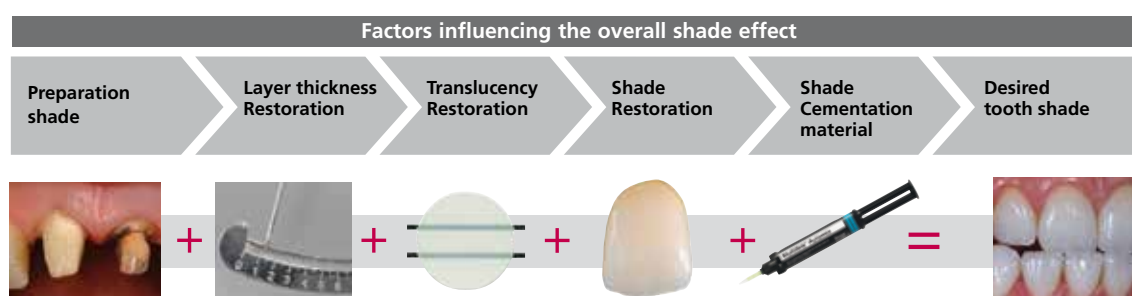 Factors influencing the overall shade effect
Preparation
shade
Layer thickness
Restoration
Translucency
Restoration
Shade
Restoration
Shade
Cementation
material
Desired
tooth shade
+ + + + =